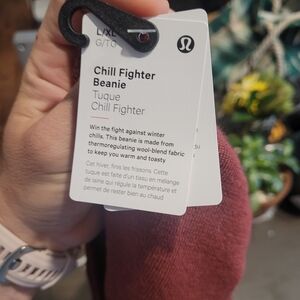 L/XL
G/TG
Chill Fighter
Beanie
Tuque
Chill Fighter
Win the fight against winter
chills. This beanie is made from
thermoregulating wool-blend fabric
to keep you warm and toasty
Cet hiver, fini les frissons. Cette
tuque est faite d'un tissu en mélange
de laine qui régule la température et
permet de rester bien au chaud